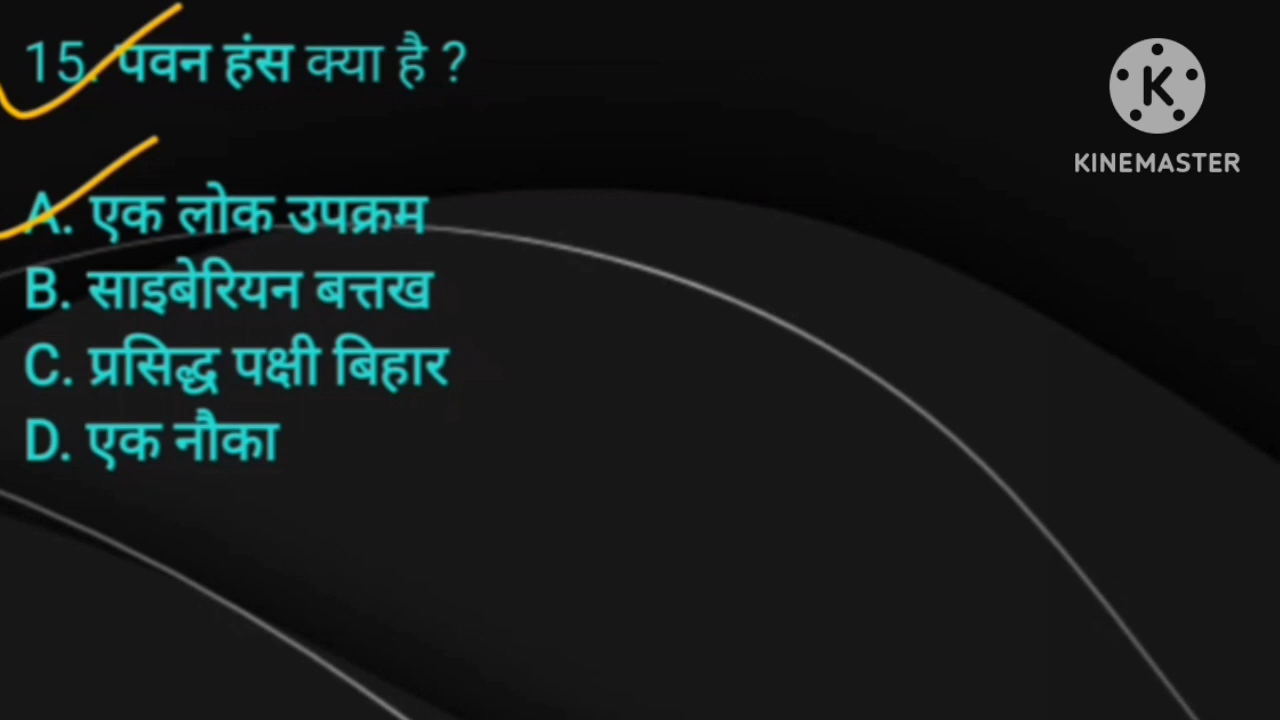 15. पवन हंस क्या है ?
KINEMASTER
A. एक लोक उपक्रम
B. साइबेरियन बत्तख
C. प्रसिद्ध पक्षी बिहार
D. एक नौका